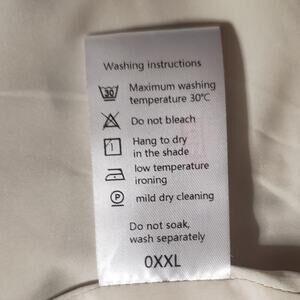 Washing instructions
30 Maximum washing
temperature 30°C
Do not bleach
Hang to dry
in the shade
low temperature
ironing
P mild dry cleaning
Do not soak,
wash separately
0XXL